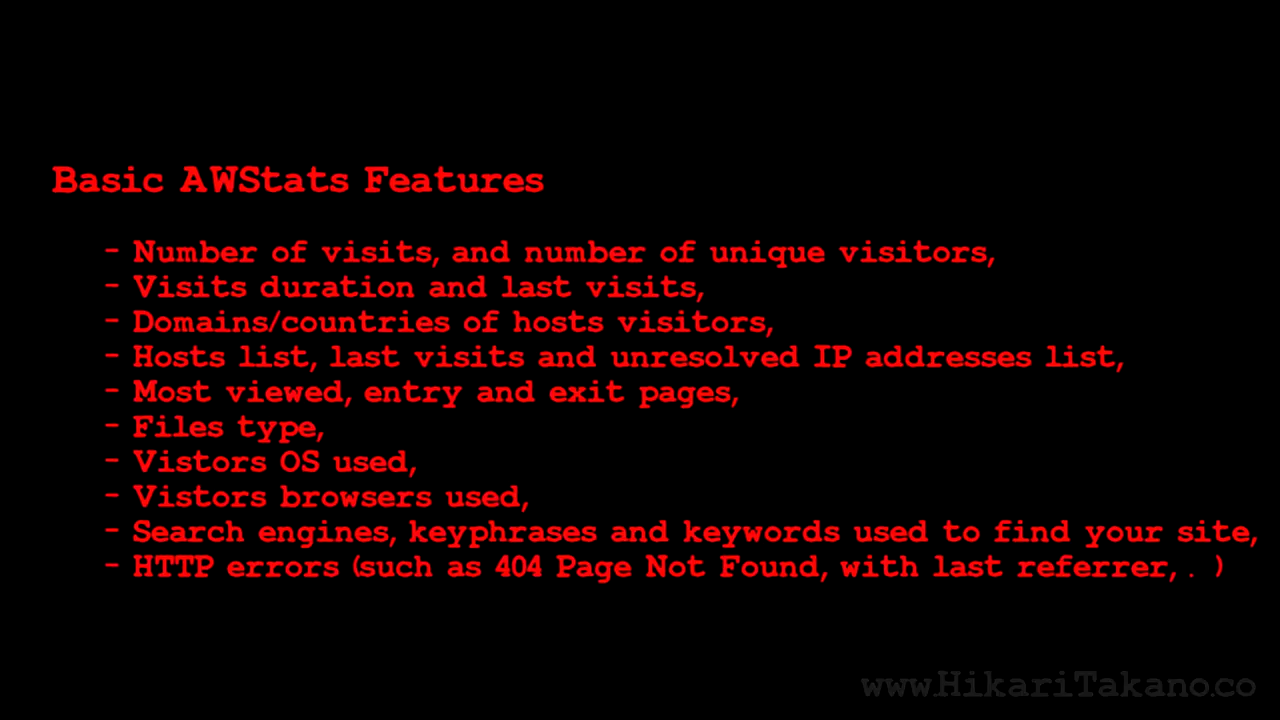 Basic AWStats Features
- Number of visits, and number of unique visitors,
- Visits duration and last visits,
- Domains/countries of hosts visitors,
- Hosts list, last visits and unresolved IP addresses list,
- Most viewed, entry and exit pages,
- Files type,
- Vistors OS used,
- Vistors browsers used,
- Search engines, keyphrases and keywords used to find your site,
- HTTP errors (such as 404 Page Not Found, with last referrer, . )
www.HikariTakano.co